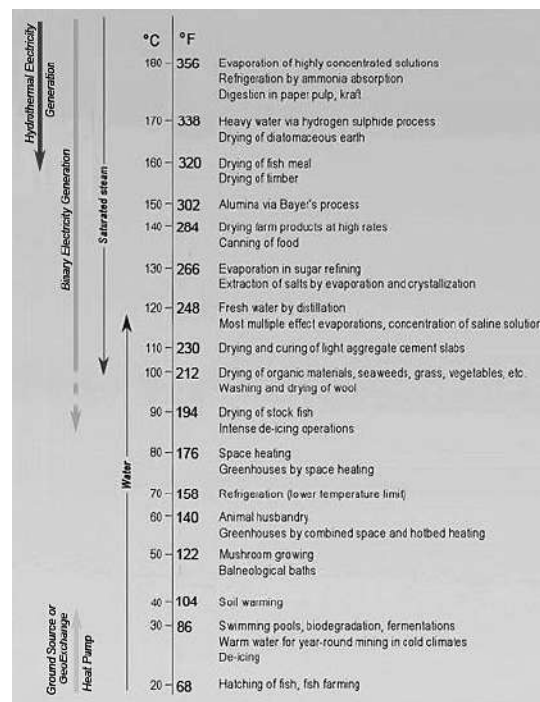 °C °F
180 356 Evaporation of highly concentrated solutions
Refrigeration by ammonia absorption
Digestion in paper pulp, kraft
170 338 Heavy water via hydrogen sulphide process
Drying of diatomaceous earth
160 320 Drying of fish meal
Drying of timber
150 302 Alumina via Bayer's process
140 284 Drying farm products at high rates
Canning of food
130 266 Evaporation in sugar refining
Extraction of salts by evaporation and crystallization
120 248 Fresh water by distillation
Most multiple effect evaporations, concentration of saline solution
110 230 Drying and curing of light aggregate cement slabs
100 212 Drying of organic materials, seaweeds, grass, vegetables, etc.
Washing and drying of wool
90 194 Drying of stock fish
Intense de-icing operations
80 176 Space heating
Greenhouses by space heating
70 158 Refrigeration (lower temperature limit)
60 140 Animal husbandry
Greenhouses by combined space and hotbed heating
50 122 Mushroom growing
Balneological baths
40 104 Soil warming
30 86 Swimming pools, biodegradation, fermentations
Warm water for year-round mining in cold climates
De-icing
20 68 Hatching of fish, fsh farming
Hydrothermal Electricity
Generation
Binary Electricity Generation
Saturated steam
Water
Ground Source or
GeoExchange
Heat Pump